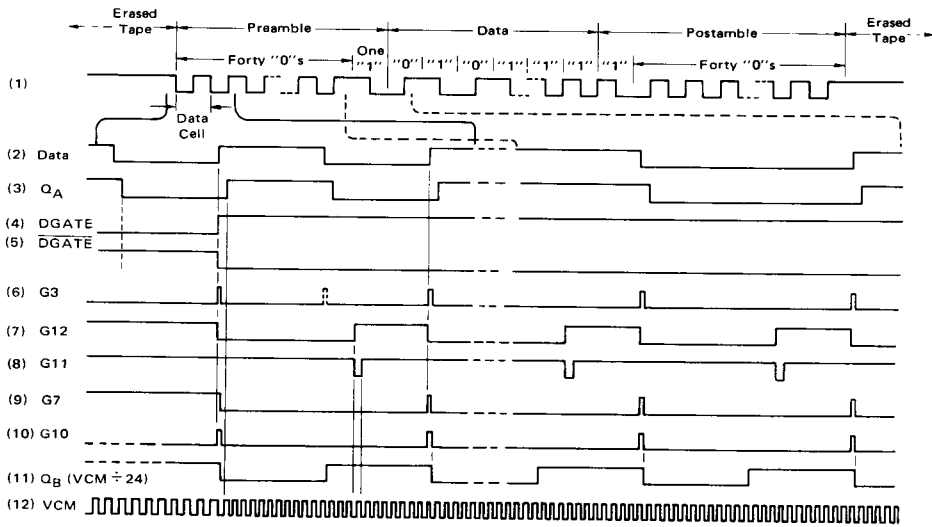 Erased Tape
Preamble
Data
Postamble
Erased Tape
Forty "0"s
One "1"
"0" "1" "0" "1" "1" "1"
Forty "0"s
(1)
Data Cell
(2) Data
(3) QA
(4) DGATE
(5) DGATE
(6) G3
(7) G12
(8) G11
(9) G7
(10) G10
(11) QB (VCM ÷ 24)
(12) VCM